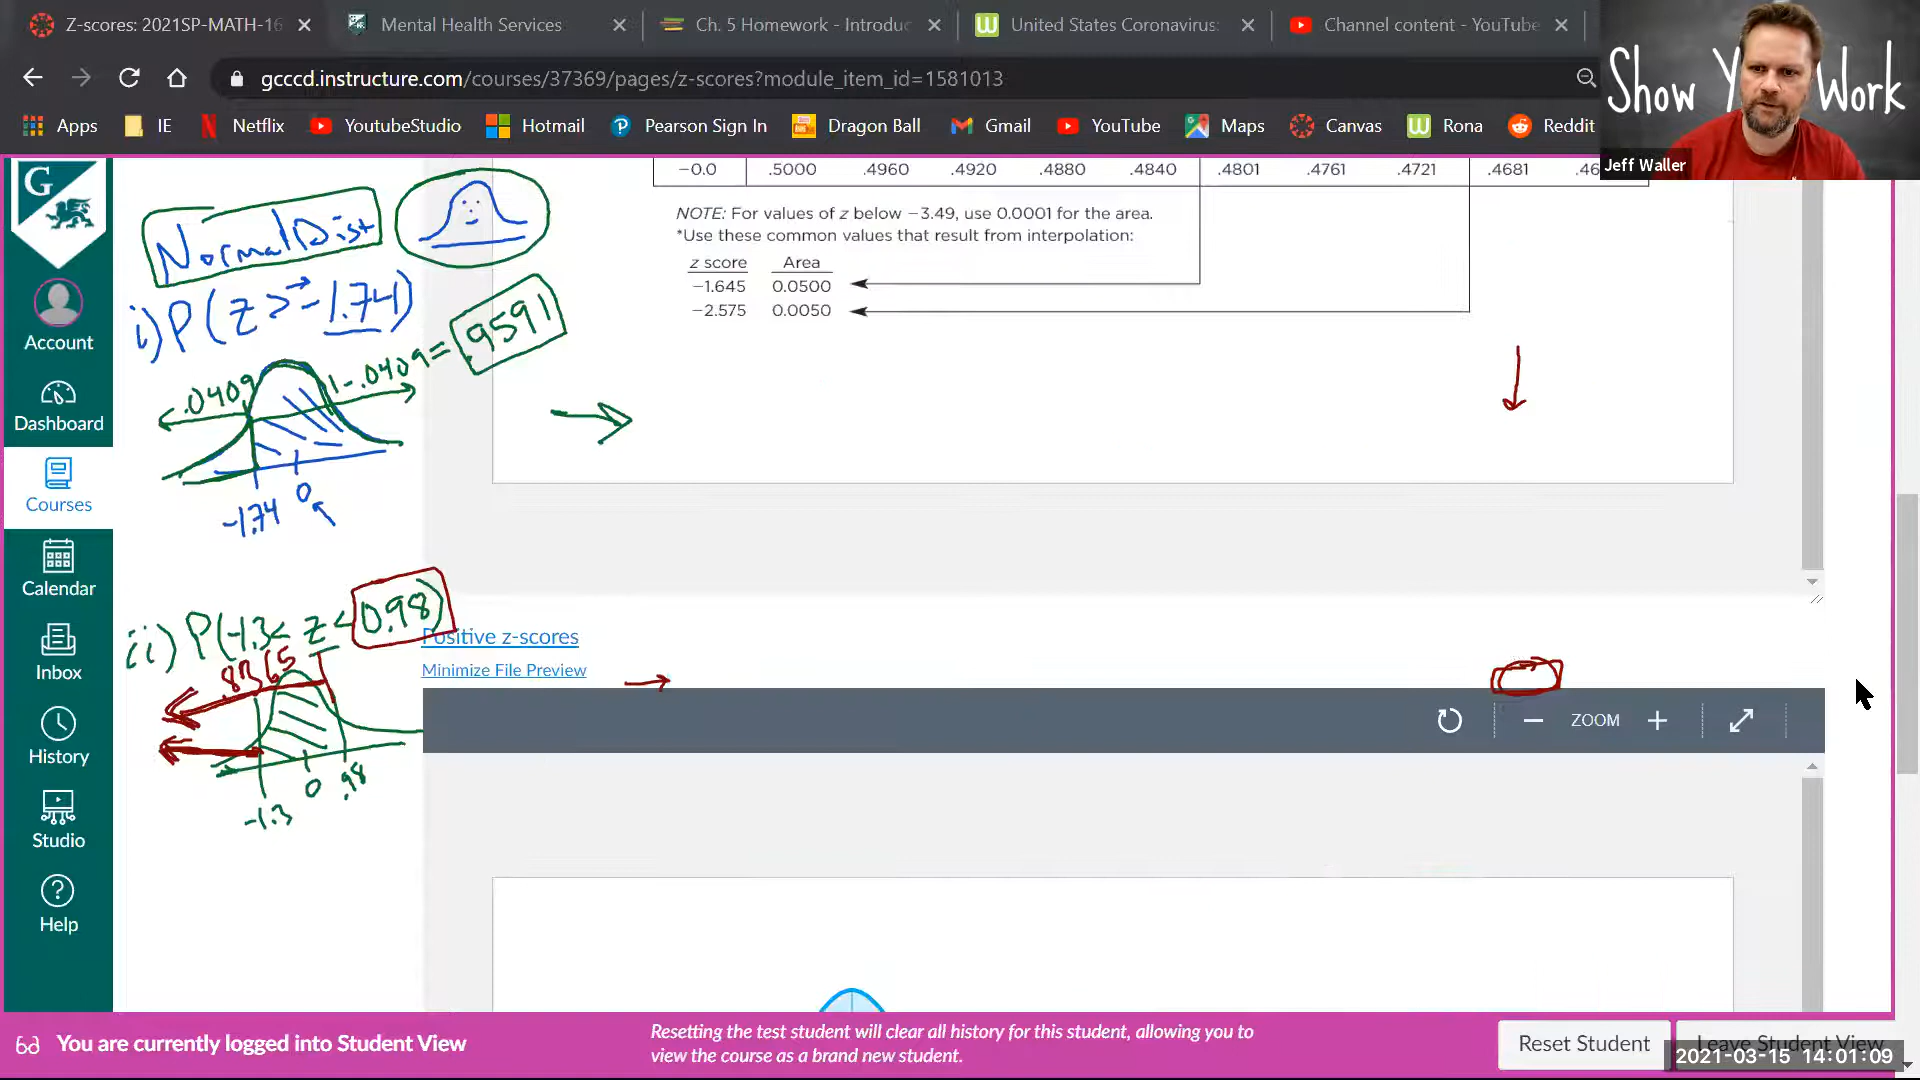 Z-scores: 2021SP-MATH-16
Mental Health Services
Ch. 5 Homework - Introduc
United States Coronavirus:
Channel content - YouTube
gcccd.instructure.com/courses/37369/pages/z-scores?module_item_id=1581013
Apps
IE
Netflix
YoutubeStudio
Hotmail
Pearson Sign In
Dragon Ball
Gmail
YouTube
Maps
Canvas
Rona
Reddit
Show Y Work
Jeff Waller
G
Account
Dashboard
Courses
Calendar
Inbox
History
Studio
Help
Normal Dist
i) P(z > -1.74)
.0409
1-.0409 = .9591
-1.74 0
ii) P(-1.3 < z < 0.98)
.8365
-1.3 0 .98
−0.0 .5000 .4960 .4920 .4880 .4840 .4801 .4761 .4721 .4681 .46
NOTE: For values of z below −3.49, use 0.0001 for the area.
*Use these common values that result from interpolation:
z score Area
−1.645 0.0500
−2.575 0.0050
Positive z-scores
Minimize File Preview
ZOOM
You are currently logged into Student View
Resetting the test student will clear all history for this student, allowing you to
view the course as a brand new student.
Reset Student
Leave Student View
2021-03-15 14:01:09